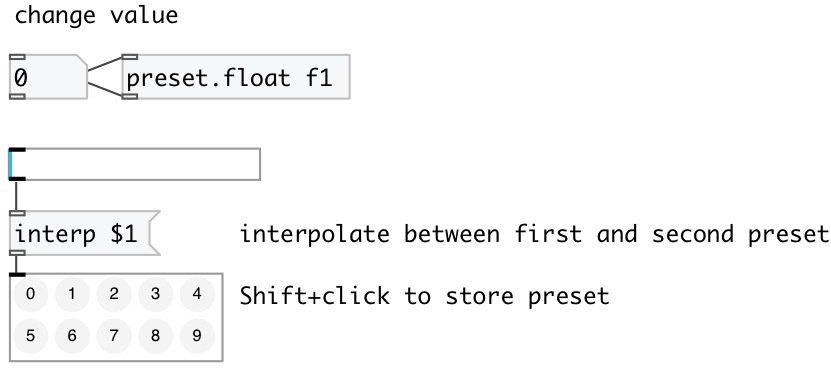 change value
0 preset.float f1
interp $1 interpolate between first and second preset
0 1 2 3 4 Shift+click to store preset
5 6 7 8 9